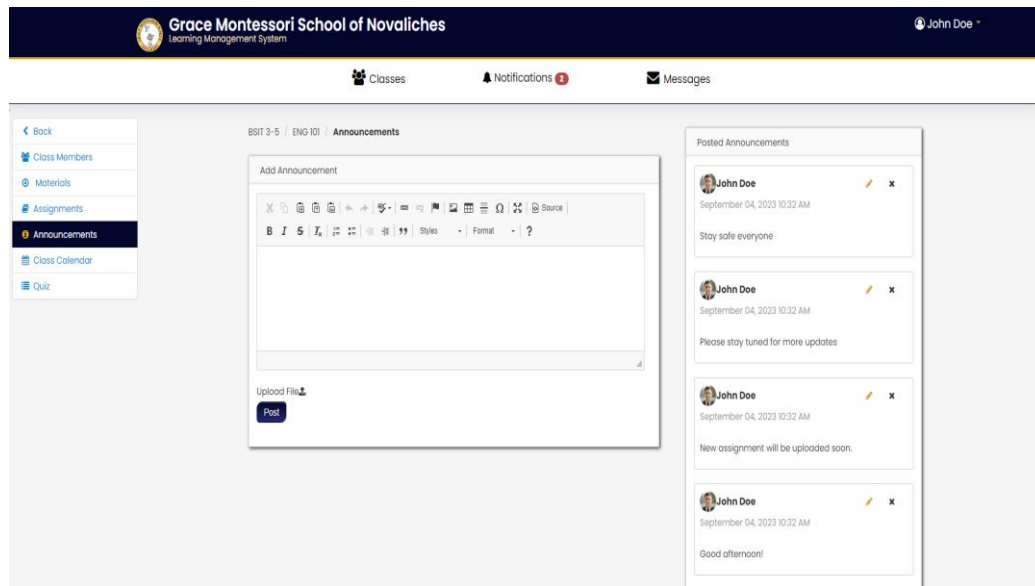 Grace Montessori School of Novaliches
Learning Management System
John Doe
Classes
Notifications 2
Messages
Back
Class Members
Materials
Assignments
Announcements
Class Calendar
Quiz
BSIT 3-5 / ENG 101 / Announcements
Add Announcement
Source
B I S Ix
Styles
Format
?
Upload File
Post
Posted Announcements
John Doe
September 04, 2023 10:32 AM
Stay safe everyone
John Doe
September 04, 2023 10:32 AM
Please stay tuned for more updates
John Doe
September 04, 2023 10:32 AM
New assignment will be uploaded soon.
John Doe
September 04, 2023 10:32 AM
Good afternoon!